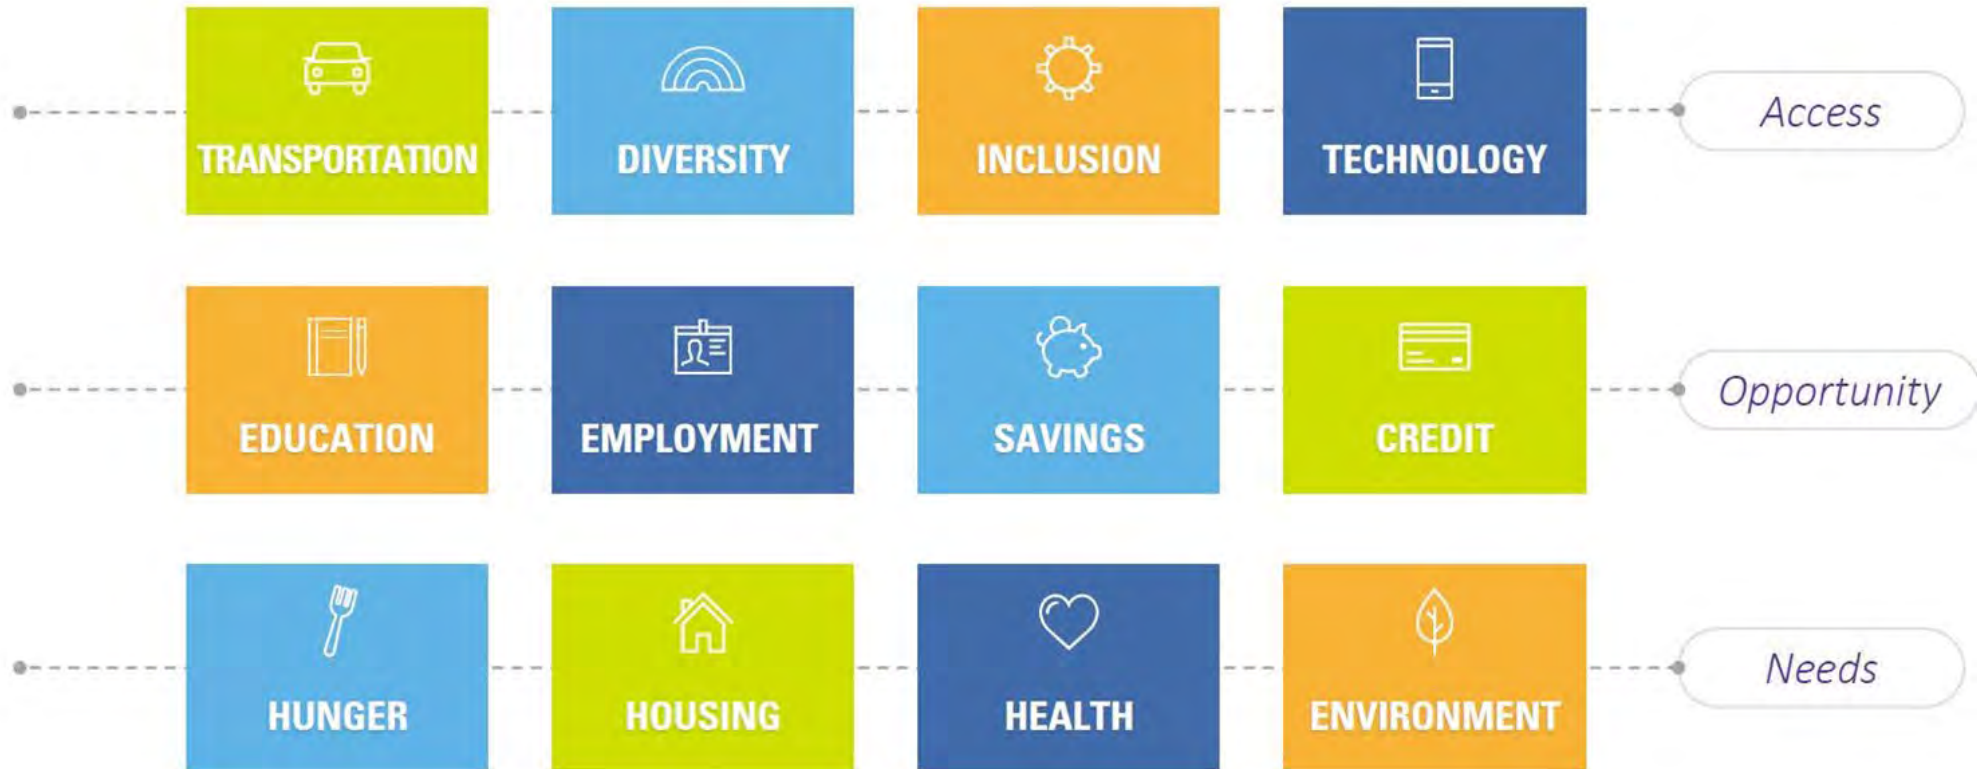 TRANSPORTATION
DIVERSITY
INCLUSION
TECHNOLOGY
Access
EDUCATION
EMPLOYMENT
SAVINGS
CREDIT
Opportunity
HUNGER
HOUSING
HEALTH
ENVIRONMENT
Needs